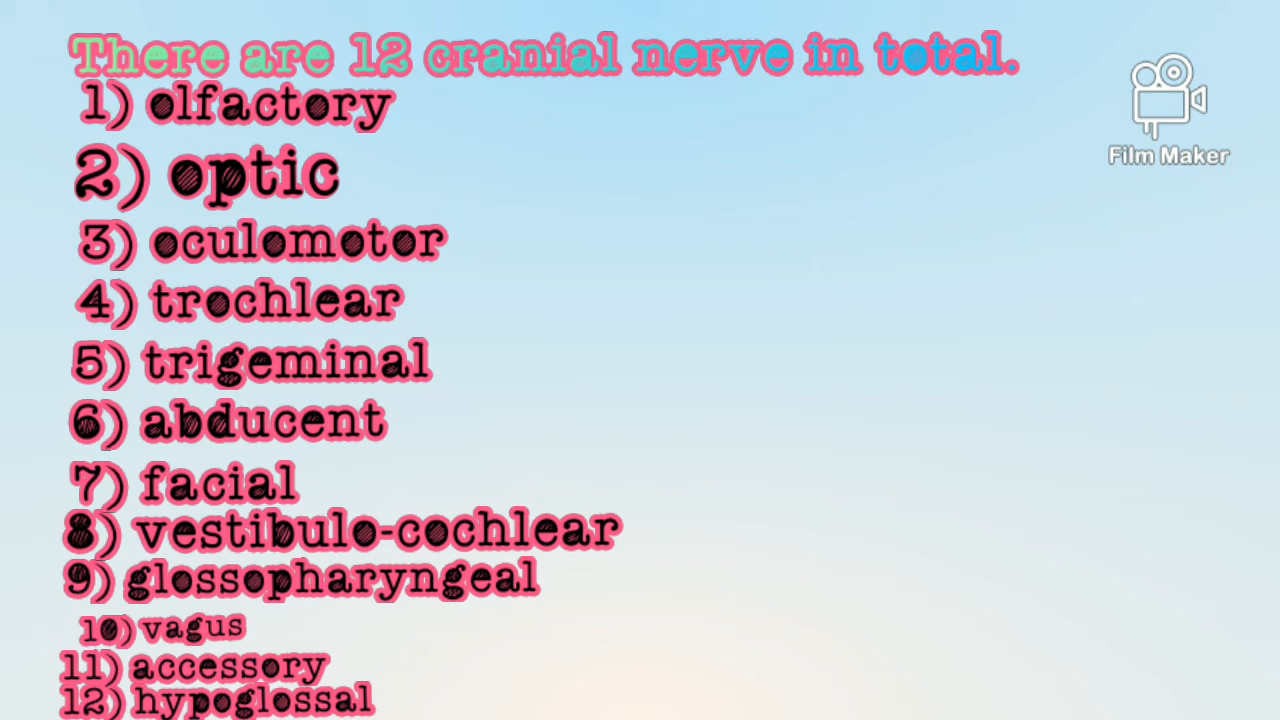 There are 12 cranial nerve in total.
1) olfactory
2) optic
3) oculomotor
4) trochlear
5) trigeminal
6) abducent
7) facial
8) vestibulo-cochlear
9) glossopharyngeal
10) vagus
11) accessory
12) hypoglossal
Film Maker